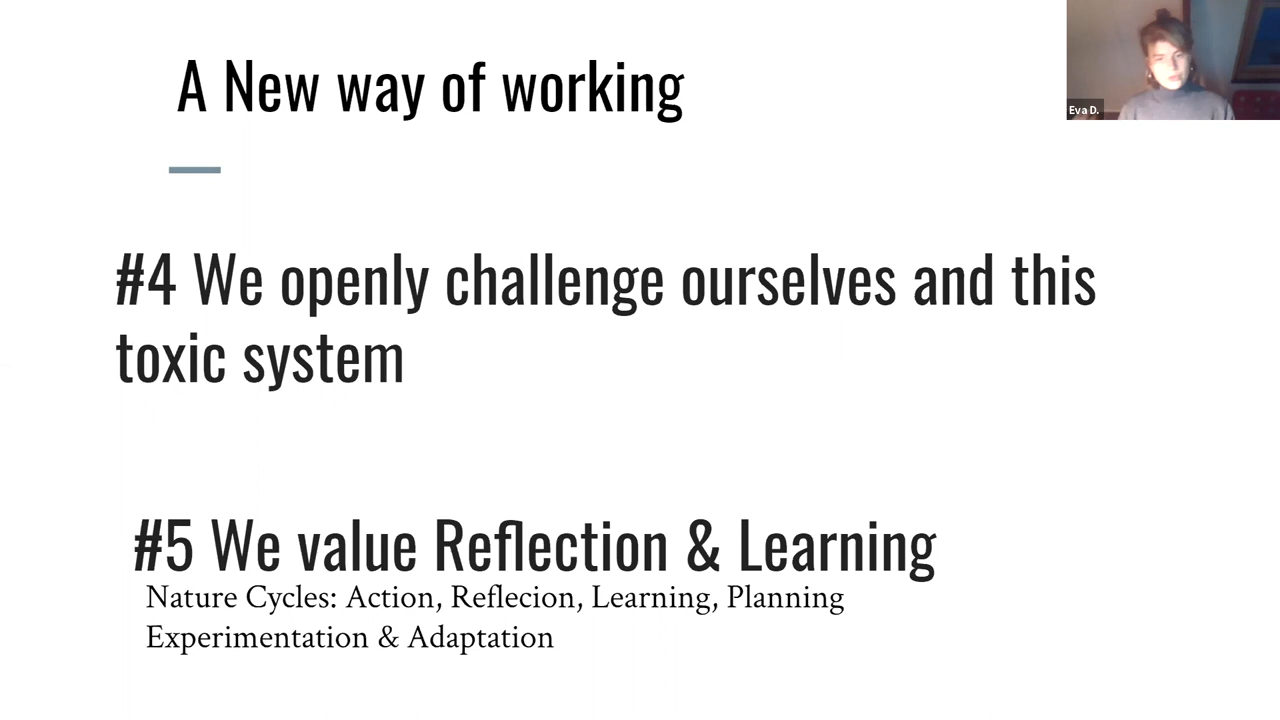 A New way of working
Eva D.
#4 We openly challenge ourselves and this
toxic system
#5 We value Reflection & Learning
Nature Cycles: Action, Reflecion, Learning, Planning
Experimentation & Adaptation